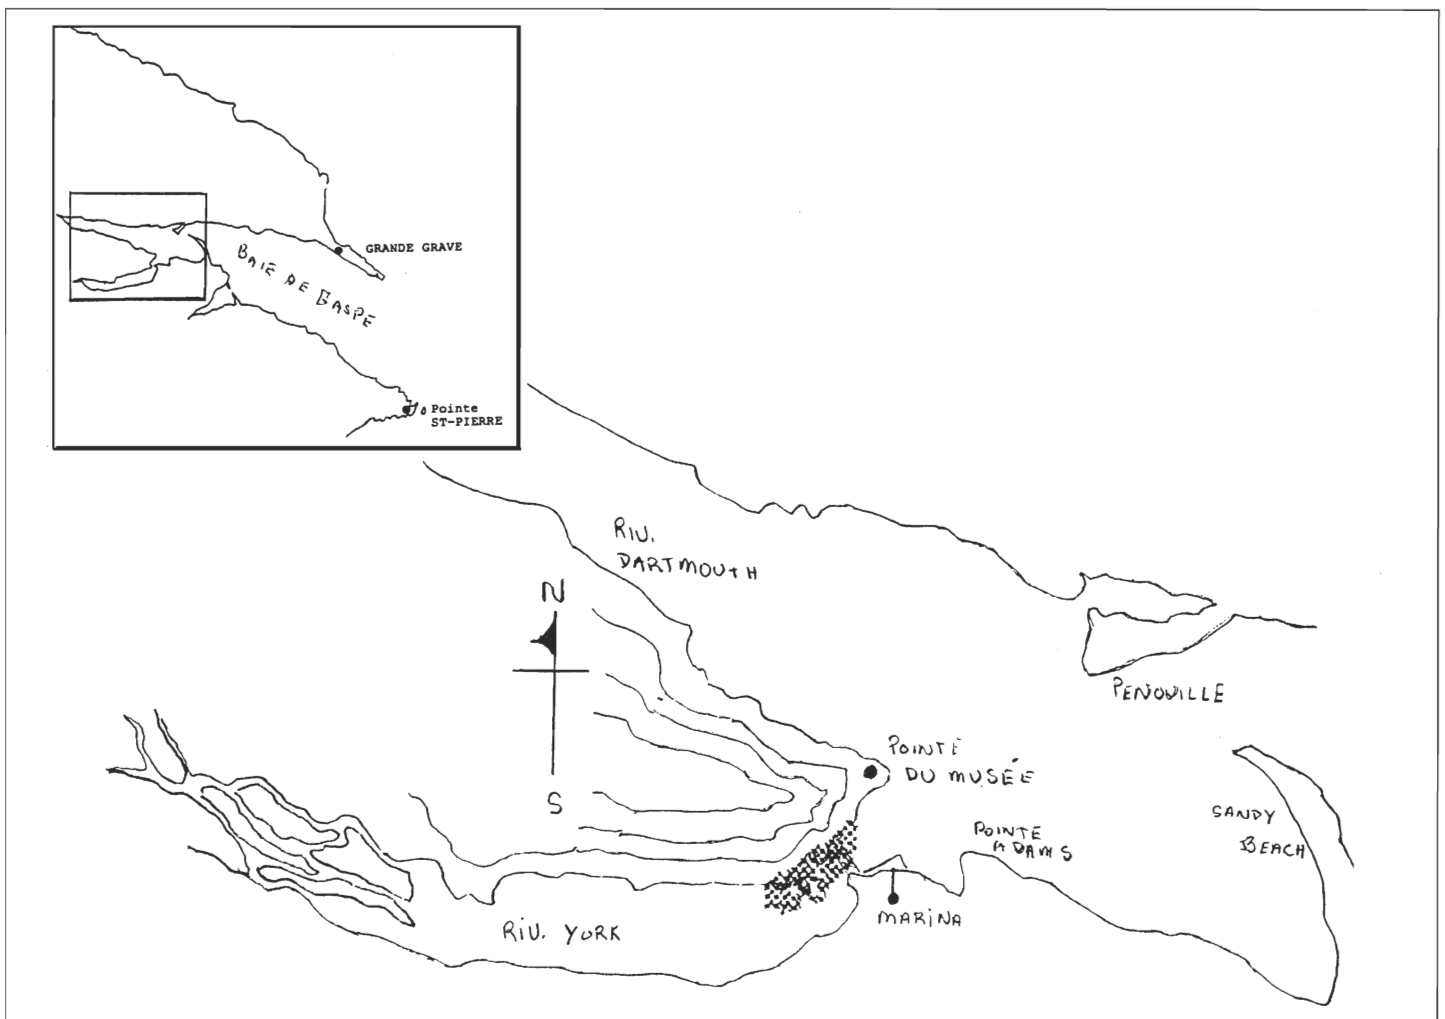 GRANDE GRAVE
BAIE DE GASPÉ
Pointe
ST-PIERRE
RIV.
DARTMOUTH
N
S
PENOUILLE
POINTE
DU MUSÉE
SANDY
BEACH
POINTE
ADAMS
MARINA
RIV. YORK